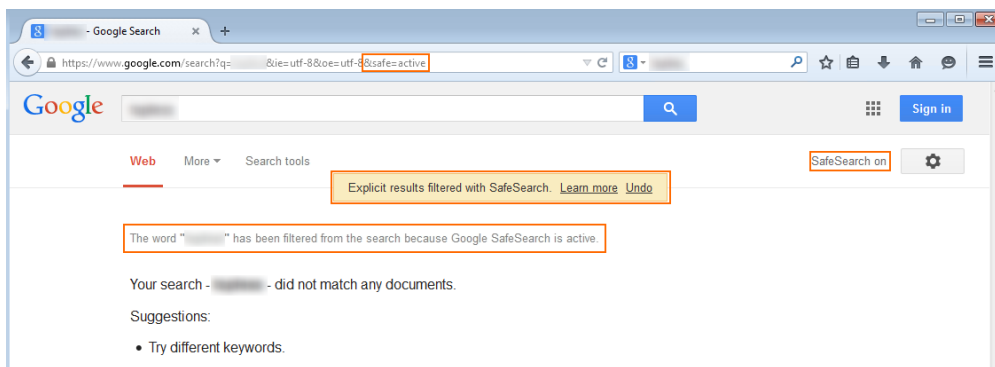 - Google Search
https://www.google.com/search?q= &ie=utf-8&oe=utf-8&safe=active
8
Google
Sign in
Web More Search tools
SafeSearch on
Explicit results filtered with SafeSearch. Learn more Undo
The word " " has been filtered from the search because Google SafeSearch is active.
Your search - - did not match any documents.
Suggestions:
• Try different keywords.